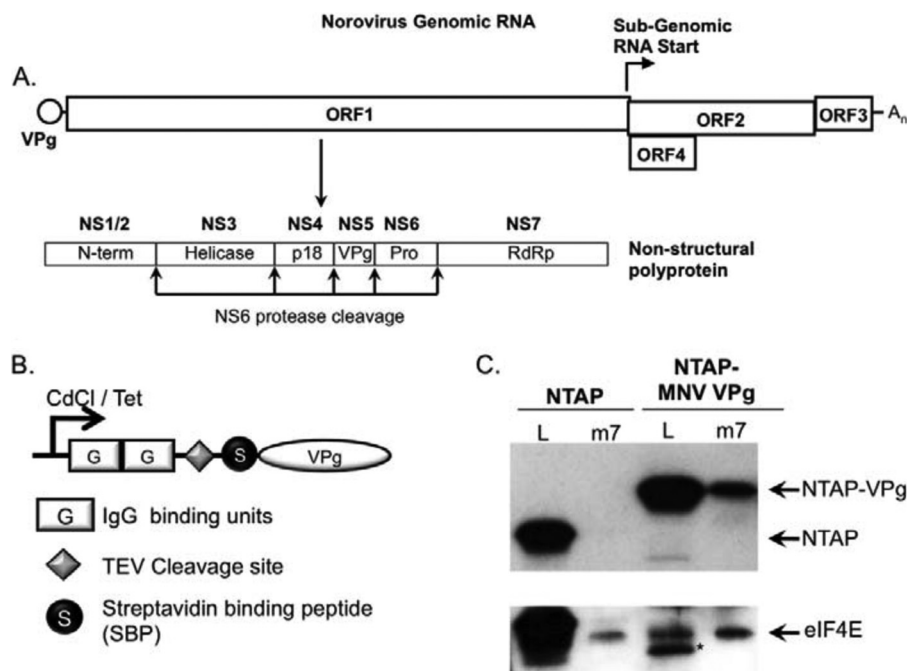 Norovirus Genomic RNA
Sub-Genomic
RNA Start
A.
VPg
ORF1
ORF2
ORF3
An
ORF4
NS1/2 NS3 NS4 NS5 NS6 NS7
N-term Helicase p18 VPg Pro RdRp
Non-structural
polyprotein
NS6 protease cleavage
B.
CdCl / Tet
G G S VPg
G IgG binding units
TEV Cleavage site
S Streptavidin binding peptide
(SBP)
C.
NTAP
NTAP-
MNV VPg
L m7 L m7
NTAP-VPg
NTAP
eIF4E
*